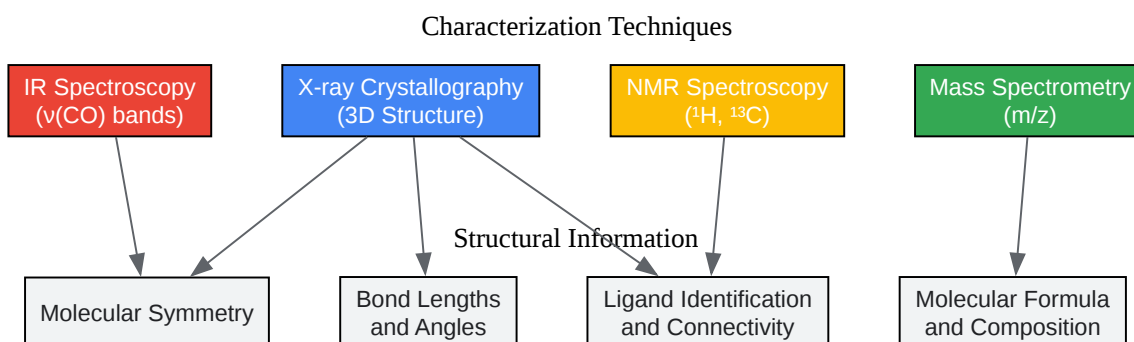 Characterization Techniques
IR Spectroscopy
(ν(CO) bands)
X-ray Crystallography
(3D Structure)
NMR Spectroscopy
(¹H, ¹³C)
Mass Spectrometry
(m/z)
Structural Information
Molecular Symmetry
Bond Lengths
and Angles
Ligand Identification
and Connectivity
Molecular Formula
and Composition